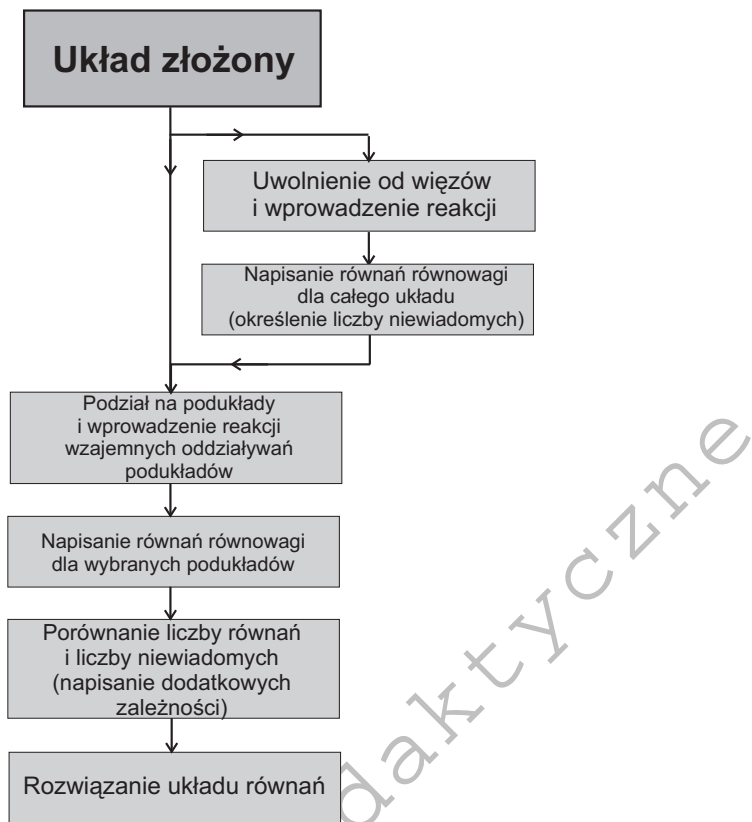 Układ złożony
Uwolnienie od więzów
i wprowadzenie reakcji
Napisanie równań równowagi
dla całego układu
(określenie liczby niewiadomych)
Podział na podukłady
i wprowadzenie reakcji
wzajemnych oddziaływań
podukładów
Napisanie równań równowagi
dla wybranych podukładów
Porównanie liczby równań
i liczby niewiadomych
(napisanie dodatkowych
zależności)
Rozwiązanie układu równań
daktyczne